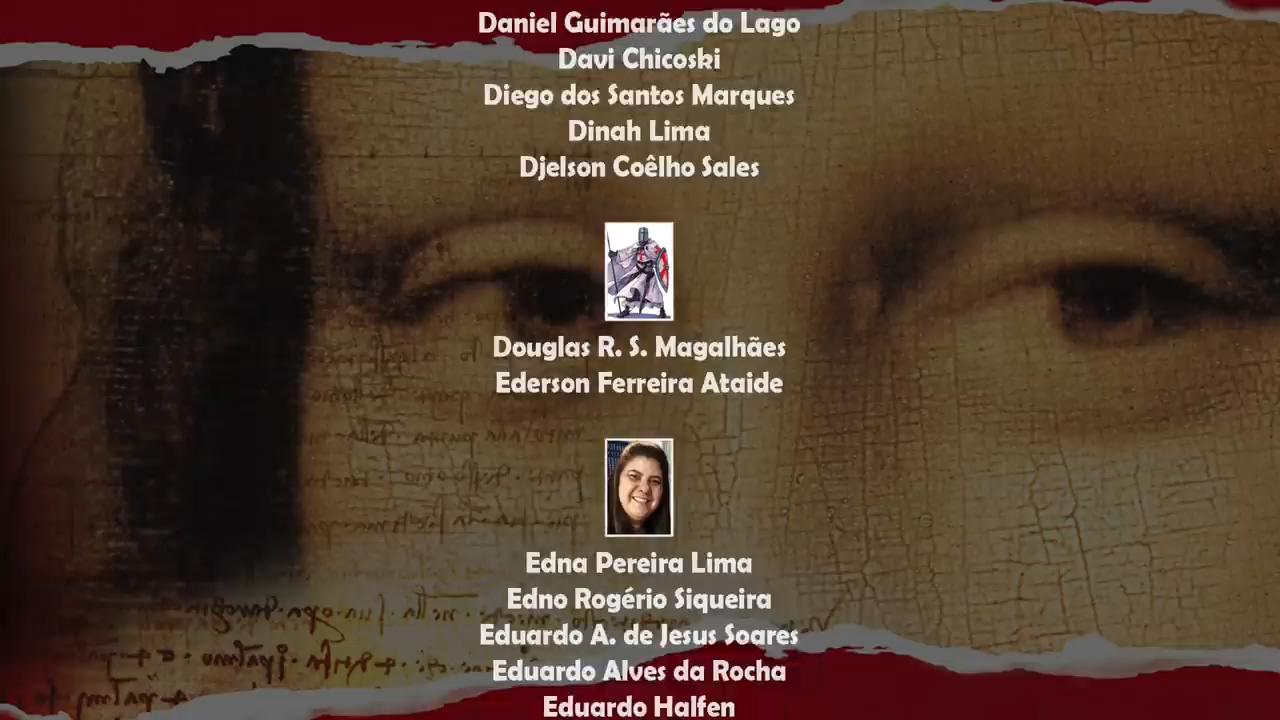 Daniel Guimarães do Lago
Davi Chicoski
Diego dos Santos Marques
Dinah Lima
Djelson Coêlho Sales
Douglas R. S. Magalhães
Ederson Ferreira Ataide
Edna Pereira Lima
Edno Rogério Siqueira
Eduardo A. de Jesus Soares
Eduardo Alves da Rocha
Eduardo Halfen